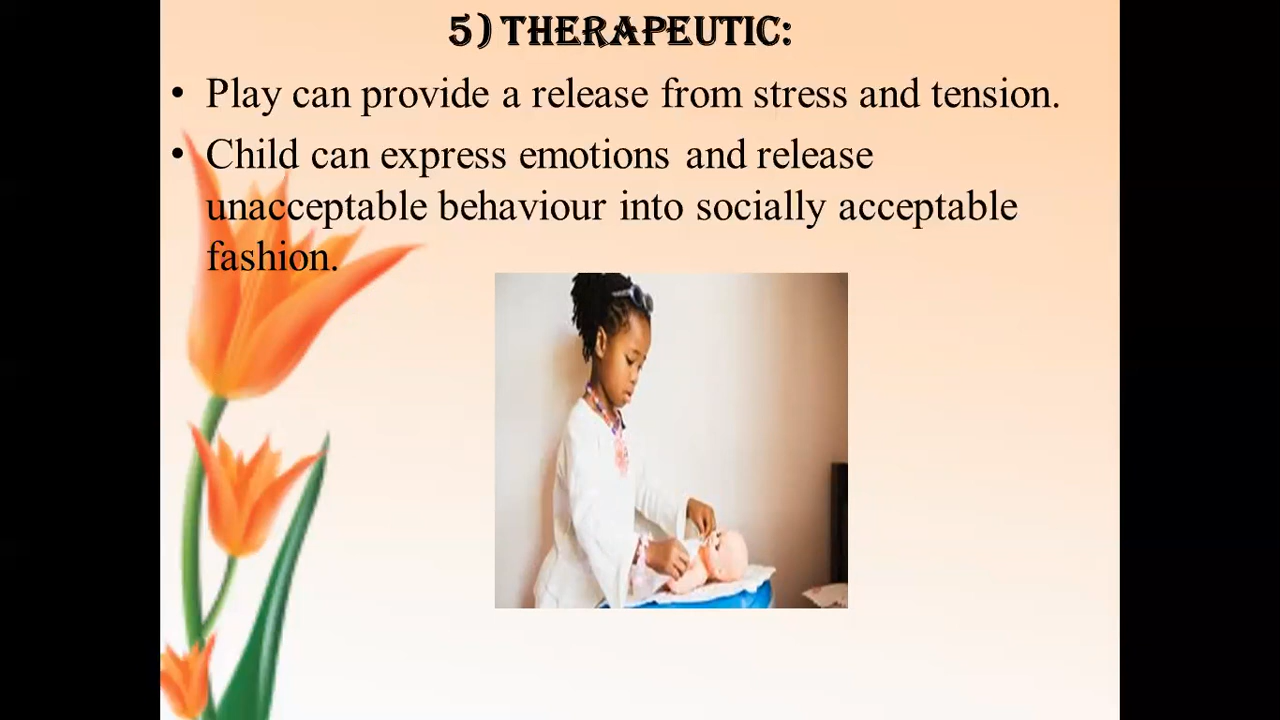 5) THERAPEUTIC:
• Play can provide a release from stress and tension.
• Child can express emotions and release
unacceptable behaviour into socially acceptable
fashion.